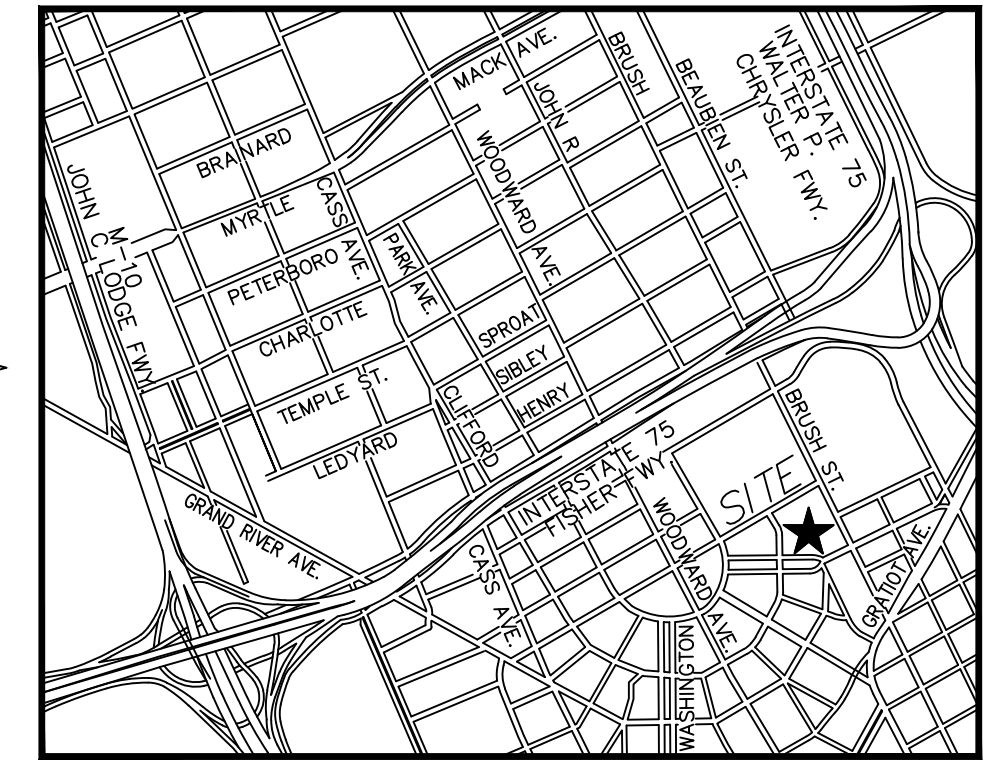 MACK AVE.
BRUSH
INTERSTATE 75
WALTER P.
CHRYSLER FWY.
BEAUBIEN ST.
JOHN R
BRAINARD
WOODWARD AVE.
JOHN C LODGE FWY.
M-10
CASS AVE.
MYRTLE
PARK AVE.
PETERBORO
CHARLOTTE
SPROAT
SIBLEY
TEMPLE ST.
HENRY
CLIFFORD
BRUSH ST.
LEDYARD
INTERSTATE 75
FISHER FWY.
SITE
GRAND RIVER AVE.
WOODWARD AVE.
CASS AVE.
GRATIOT AVE.
WASHINGTON